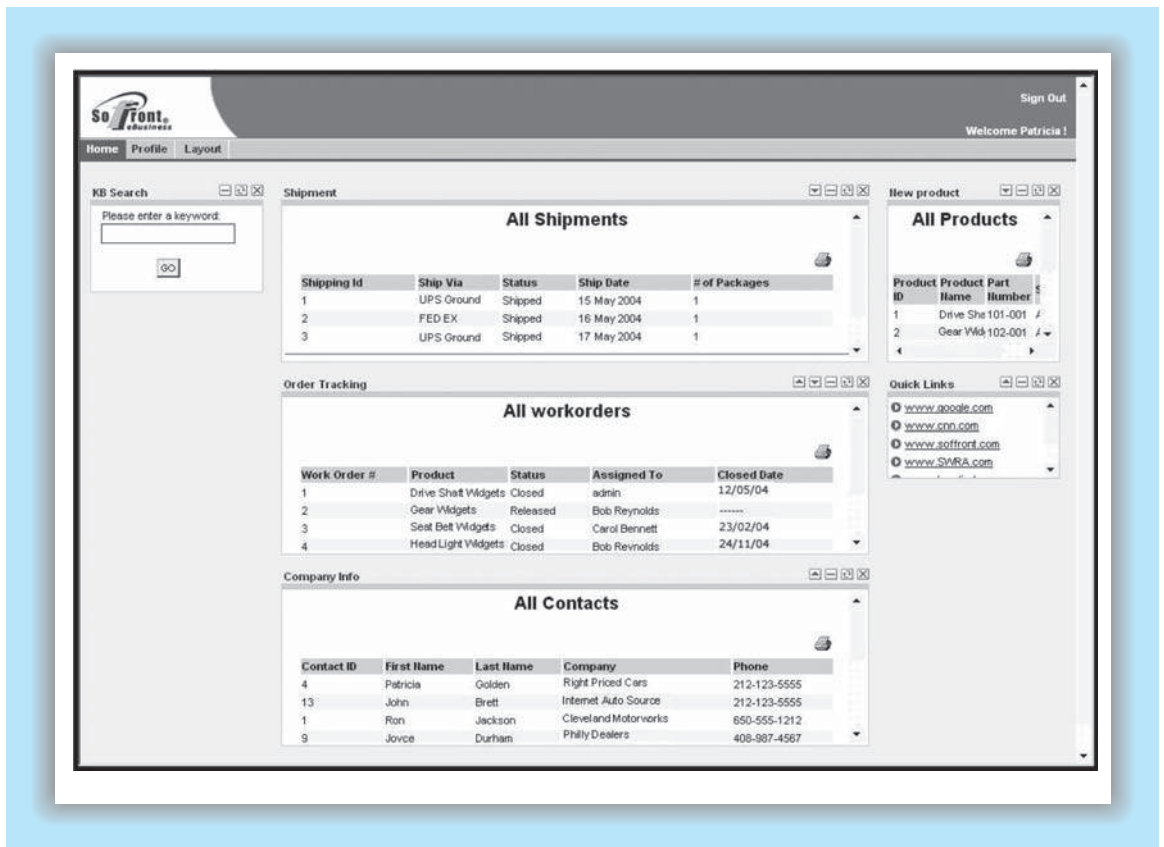 Soffront®
eBusiness
Sign Out
Welcome Patricia !
Home Profile Layout
KB Search
Please enter a keyword:
GO
Shipment
All Shipments
Shipping Id Ship Via Status Ship Date # of Packages
1 UPS Ground Shipped 15 May 2004 1
2 FED EX Shipped 16 May 2004 1
3 UPS Ground Shipped 17 May 2004 1
New product
All Products
Product ID Product Name Part Number
1 Drive Sha 101-001
2 Gear Wid 102-001
Order Tracking
All workorders
Work Order # Product Status Assigned To Closed Date
1 Drive Shaft Widgets Closed admin 12/05/04
2 Gear Widgets Released Bob Reynolds ------
3 Seat Belt Widgets Closed Carol Bennett 23/02/04
4 Head Light Widgets Closed Bob Reynolds 24/11/04
Quick Links
www.google.com
www.cnn.com
www.soffront.com
www.SWRA.com
Company Info
All Contacts
Contact ID First Name Last Name Company Phone
4 Patricia Golden Right Priced Cars 212-123-5555
13 John Brett Internet Auto Source 212-123-5555
1 Ron Jackson Cleveland Motorworks 650-555-1212
9 Joyce Durham Philly Dealers 408-987-4567